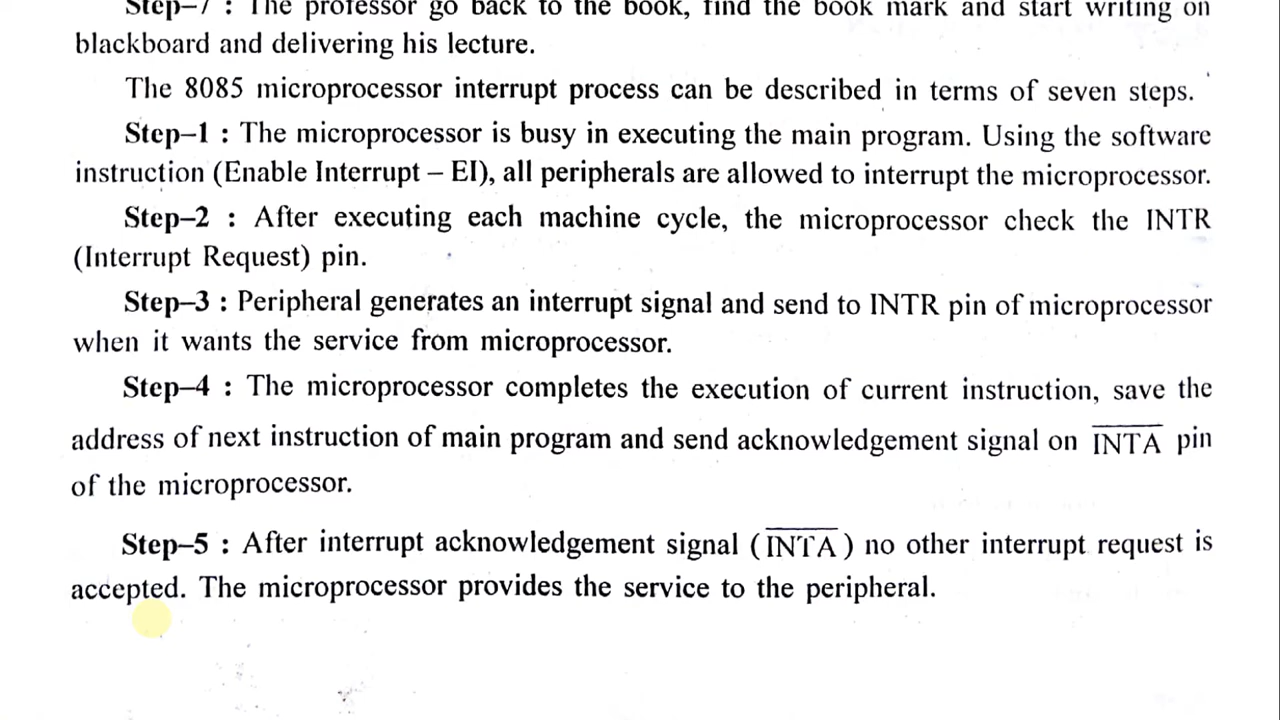 Step–7 : The professor go back to the book, find the book mark and start writing on
blackboard and delivering his lecture.
The 8085 microprocessor interrupt process can be described in terms of seven steps.
Step–1 : The microprocessor is busy in executing the main program. Using the software
instruction (Enable Interrupt – EI), all peripherals are allowed to interrupt the microprocessor.
Step–2 : After executing each machine cycle, the microprocessor check the INTR
(Interrupt Request) pin.
Step–3 : Peripheral generates an interrupt signal and send to INTR pin of microprocessor
when it wants the service from microprocessor.
Step–4 : The microprocessor completes the execution of current instruction, save the
address of next instruction of main program and send acknowledgement signal on I̅N̅T̅A̅ pin
of the microprocessor.
Step–5 : After interrupt acknowledgement signal (I̅N̅T̅A̅) no other interrupt request is
accepted. The microprocessor provides the service to the peripheral.